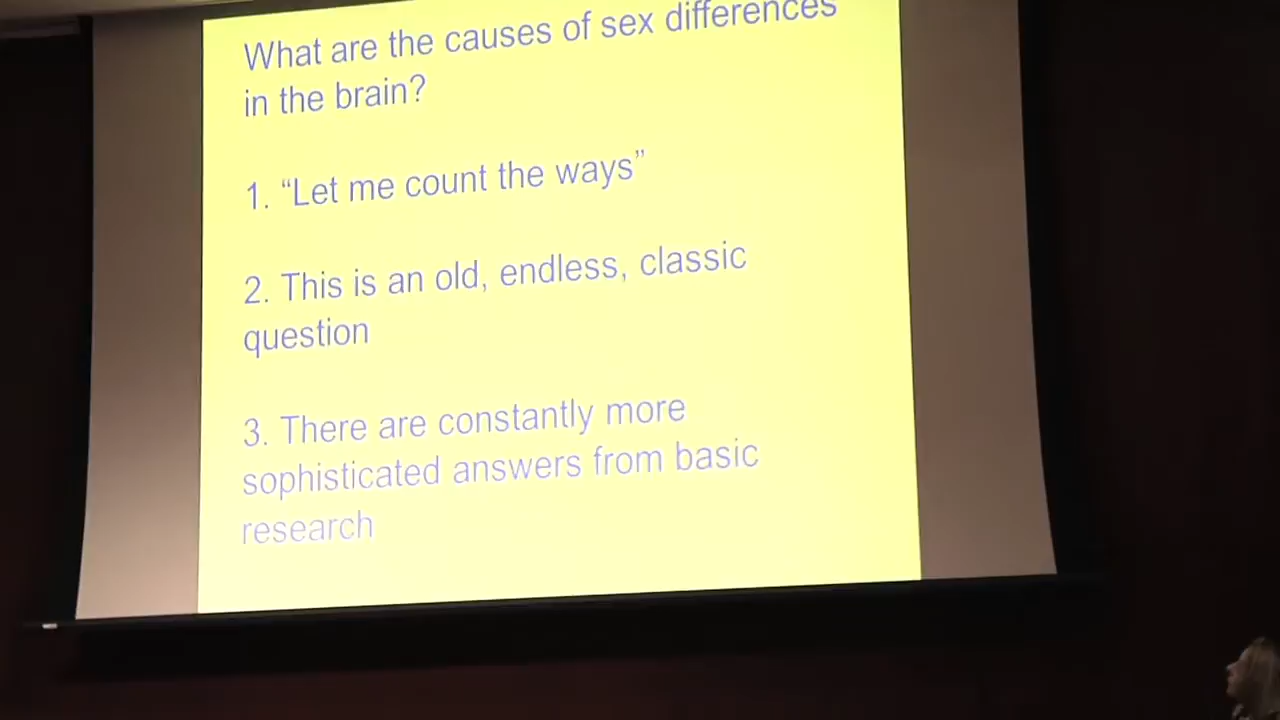 What are the causes of sex differences
in the brain?
1. “Let me count the ways”
2. This is an old, endless, classic
question
3. There are constantly more
sophisticated answers from basic
research